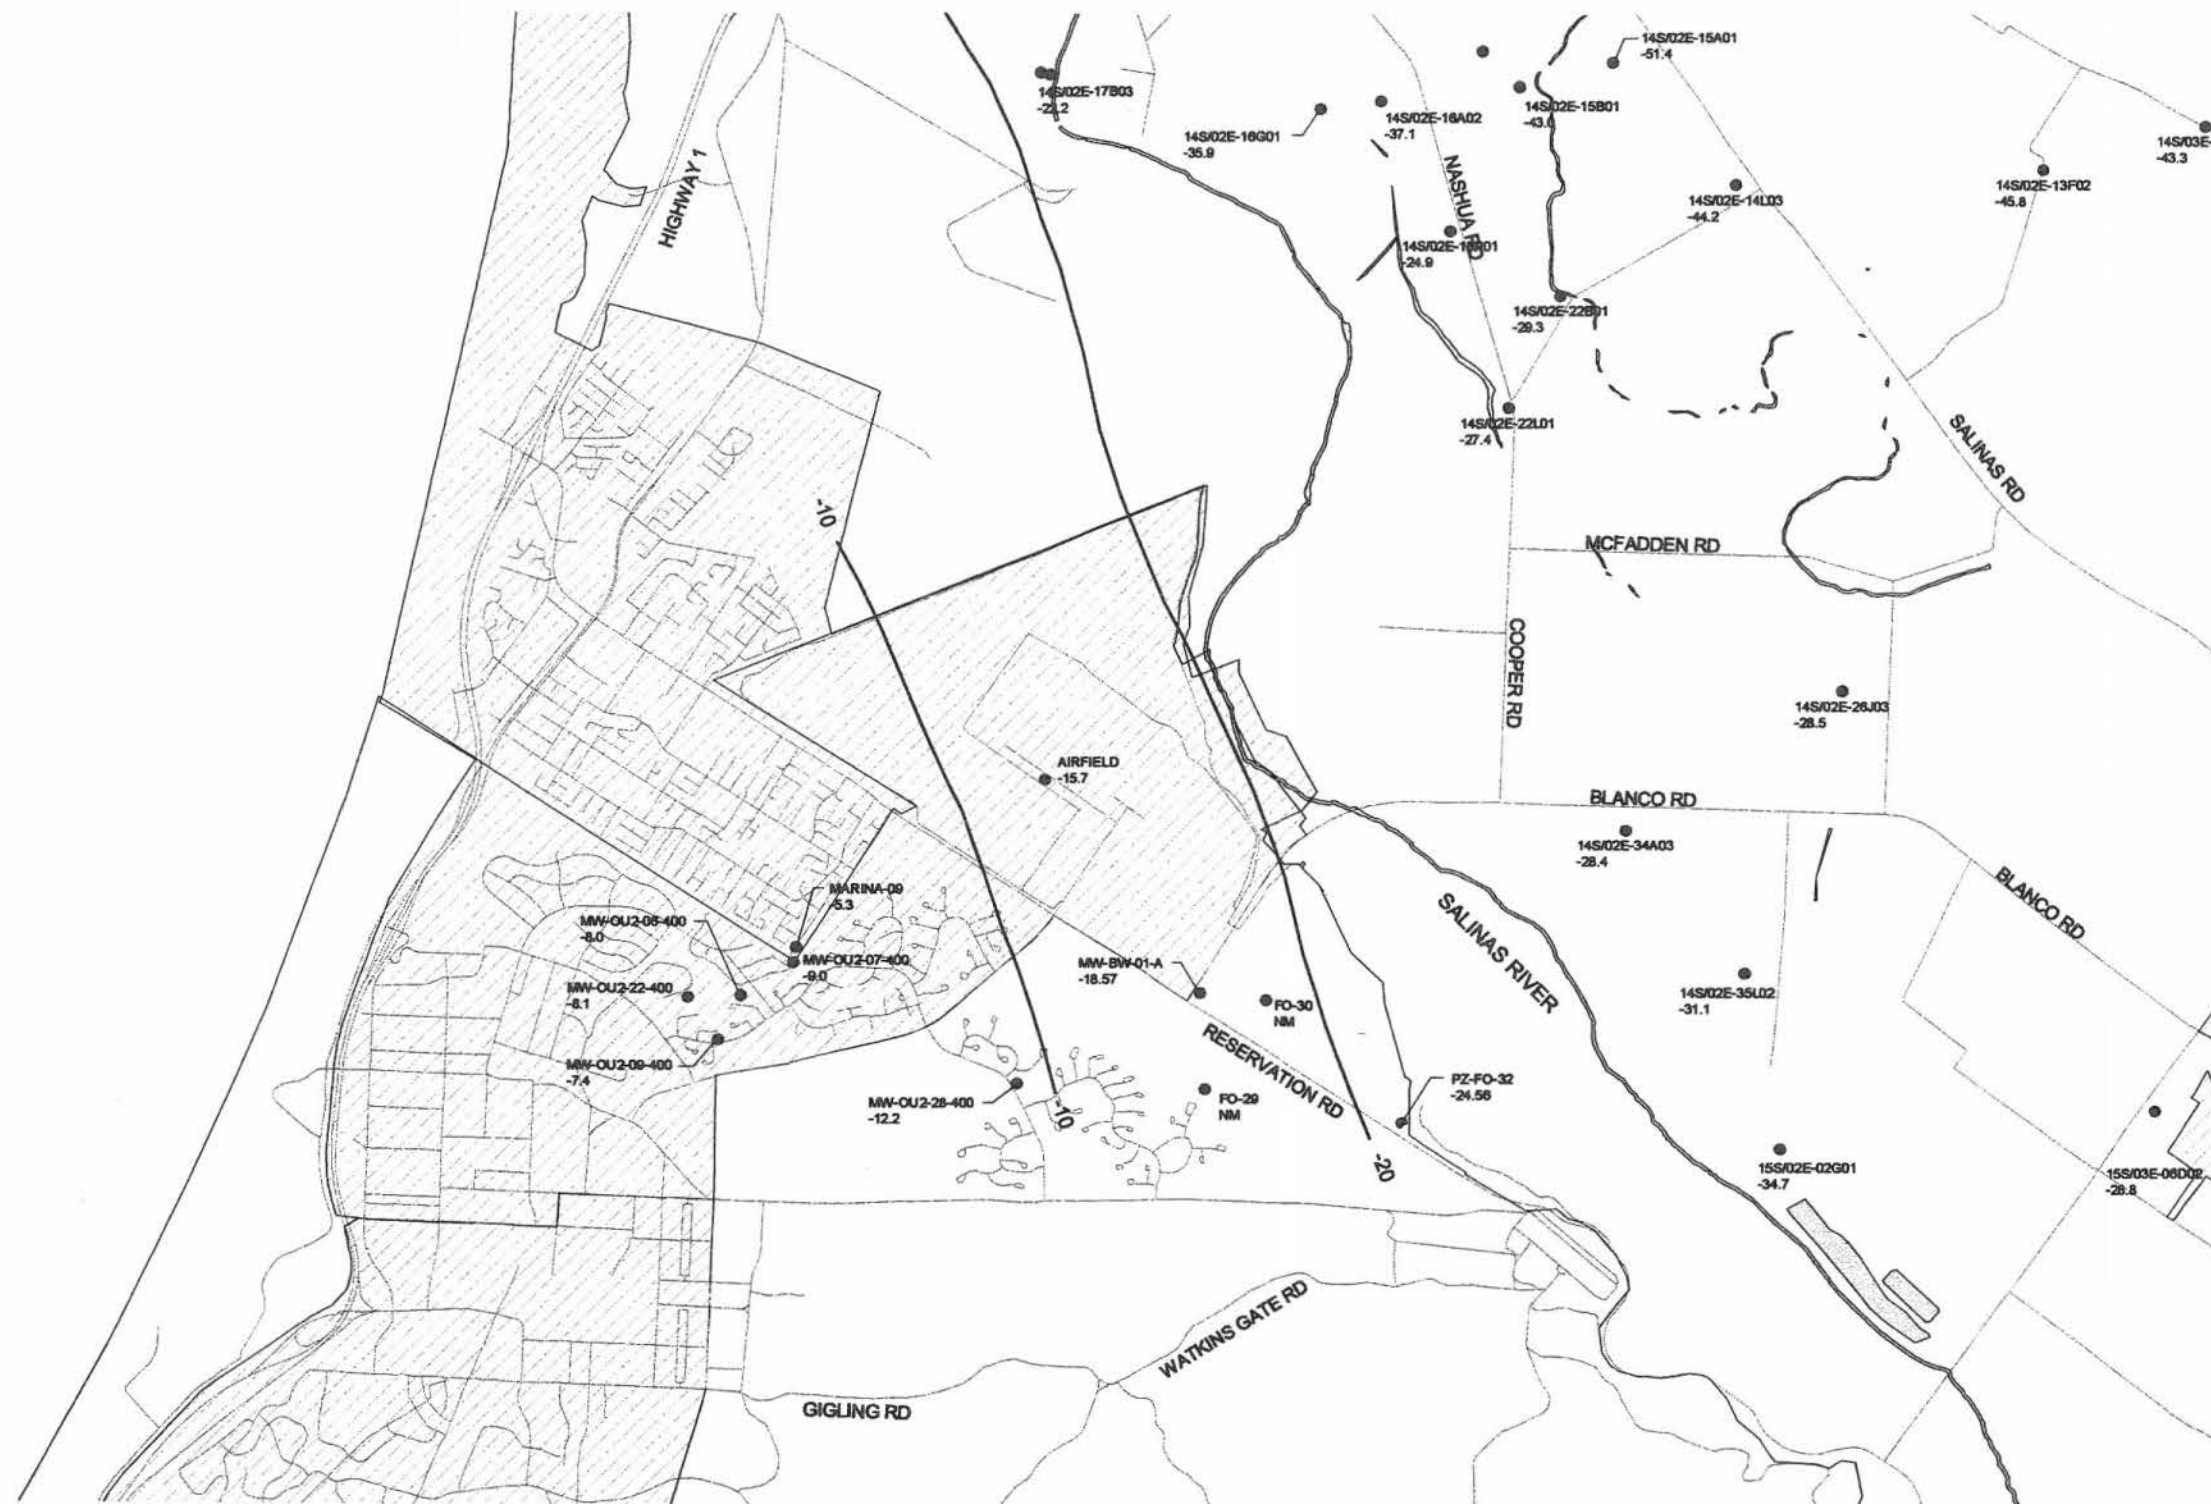 14S/02E-15A01
-51.4
14S/02E-17B03
14S/02E-15B01
14S/02E-16A02
-37.1
14S/02E-16G01
-35.9
14S/03E-
-43.3
HIGHWAY 1
NASHUA RD
14S/02E-13F02
-45.8
14S/02E-14L03
-44.2
-24.9
14S/02E-22B01
-29.3
14S/02E-22L01
-27.4
SALINAS RD
-10
MCFADDEN RD
COOPER RD
14S/02E-26J03
-28.5
AIRFIELD
-15.7
BLANCO RD
14S/02E-34A03
-28.4
BLANCO RD
MARINA-09
-5.3
MW-OU2-06-400
-8.0
SALINAS RIVER
MW-OU2-07-400
-9.0
MW-BW-01-A
-18.57
MW-OU2-22-400
-8.1
14S/02E-35L02
-31.1
FO-30
NM
RESERVATION RD
MW-OU2-09-400
-7.4
PZ-FO-32
-24.56
MW-OU2-28-400
-12.2
FO-29
NM
-10
-20
15S/02E-02G01
-34.7
15S/03E-06D02
-28.8
WATKINS GATE RD
GIGLING RD